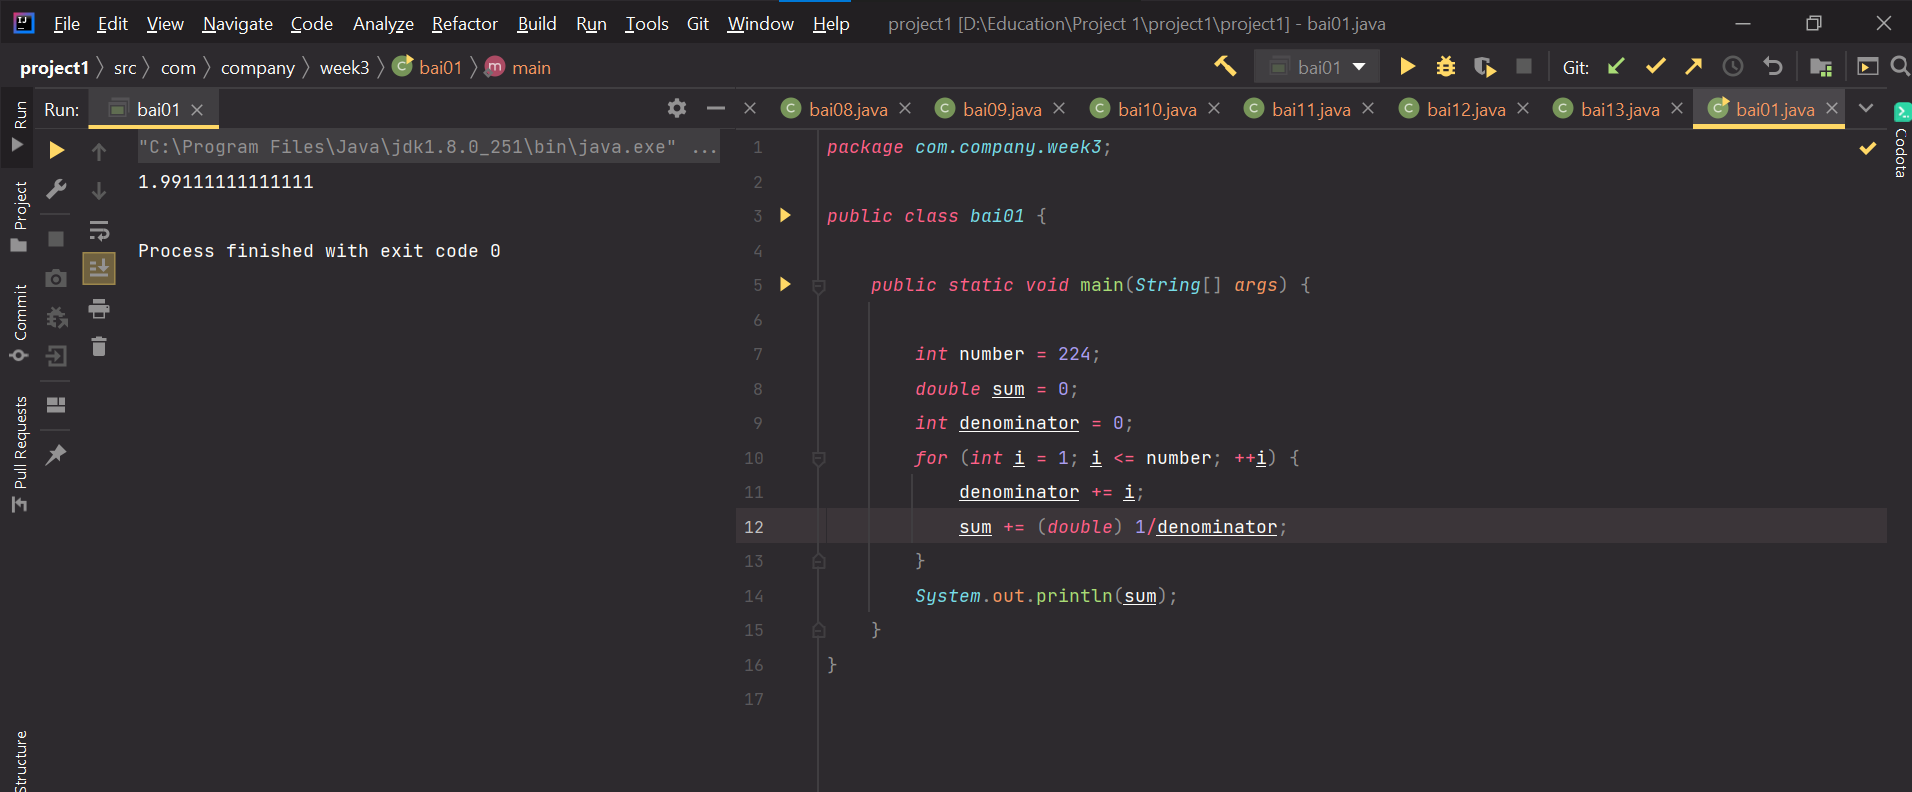 File Edit View Navigate Code Analyze Refactor Build Run Tools Git Window Help project1 [D:\Education\Project 1\project1\project1] - bai01.java
project1 src com company week3 bai01 main bai01 Git:
Run: bai01 bai08.java bai09.java bai10.java bai11.java bai12.java bai13.java bai01.java
Run
Project
Commit
Pull Requests
Structure
"C:\Program Files\Java\jdk1.8.0_251\bin\java.exe" ...
1.99111111111111
Process finished with exit code 0
1 package com.company.week3;
2
3 public class bai01 {
4
5 public static void main(String[] args) {
6
7 int number = 224;
8 double sum = 0;
9 int denominator = 0;
10 for (int i = 1; i <= number; ++i) {
11 denominator += i;
12 sum += (double) 1/denominator;
13 }
14 System.out.println(sum);
15 }
16 }
17
Codota